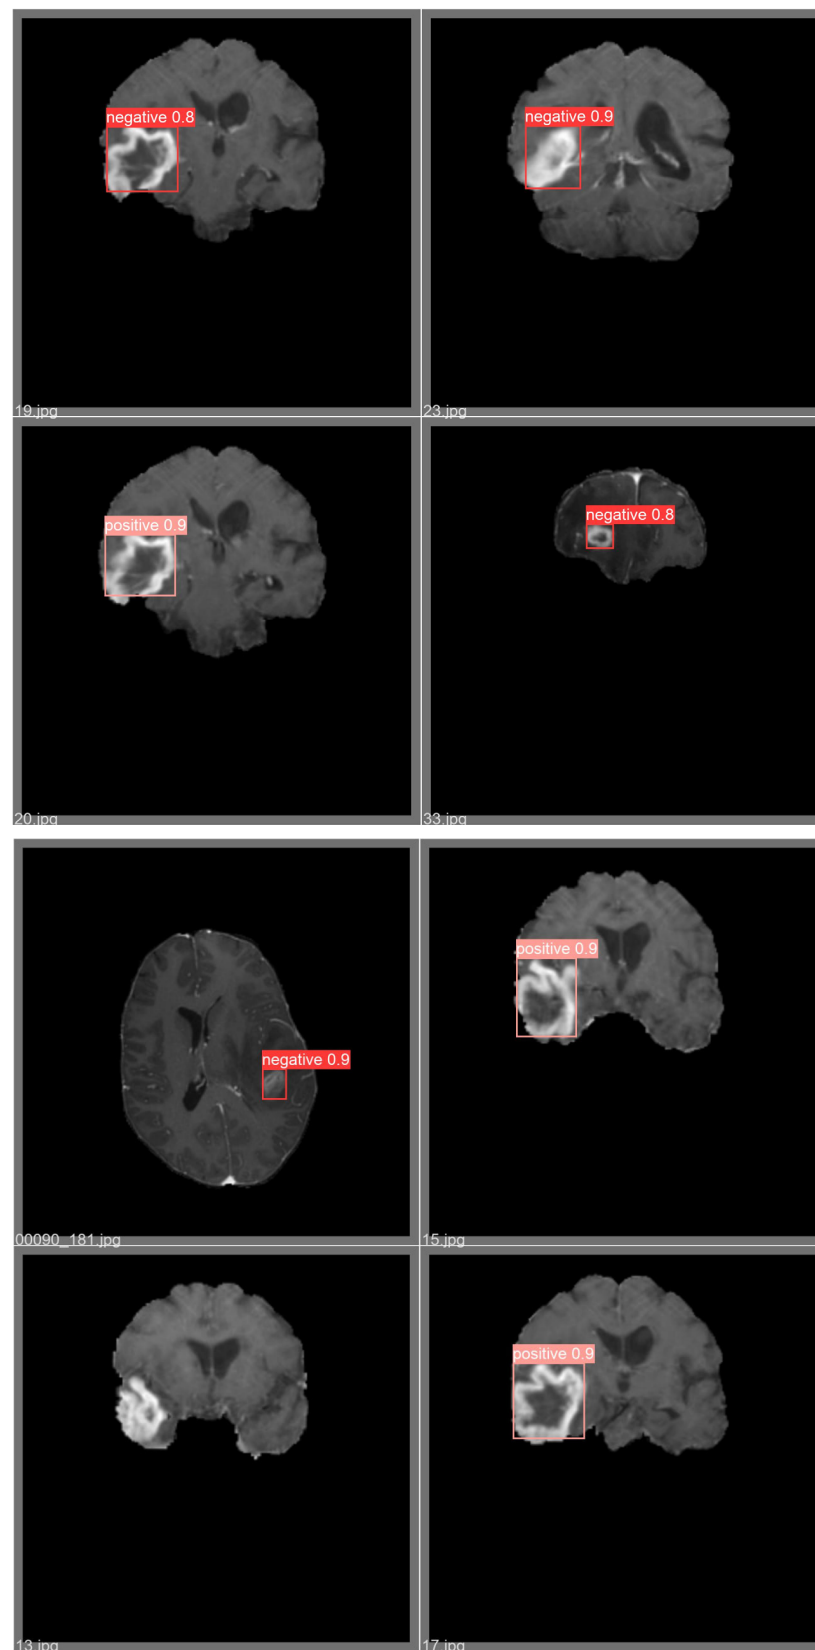 negative 0.8
negative 0.9
19.jpg
23.jpg
positive 0.9
negative 0.8
20.jpg
33.jpg
negative 0.9
positive 0.9
00090_181.jpg
15.jpg
positive 0.9
13.jpg
17.jpg